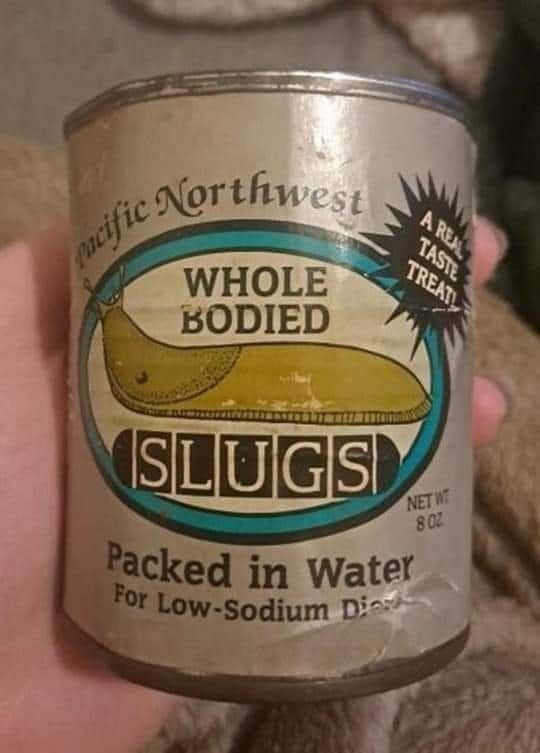 Pacific Northwest
A REAL
TASTE
TREAT!
WHOLE
BODIED
SLUGS
NET WT
8 OZ.
Packed in Water
For Low-Sodium